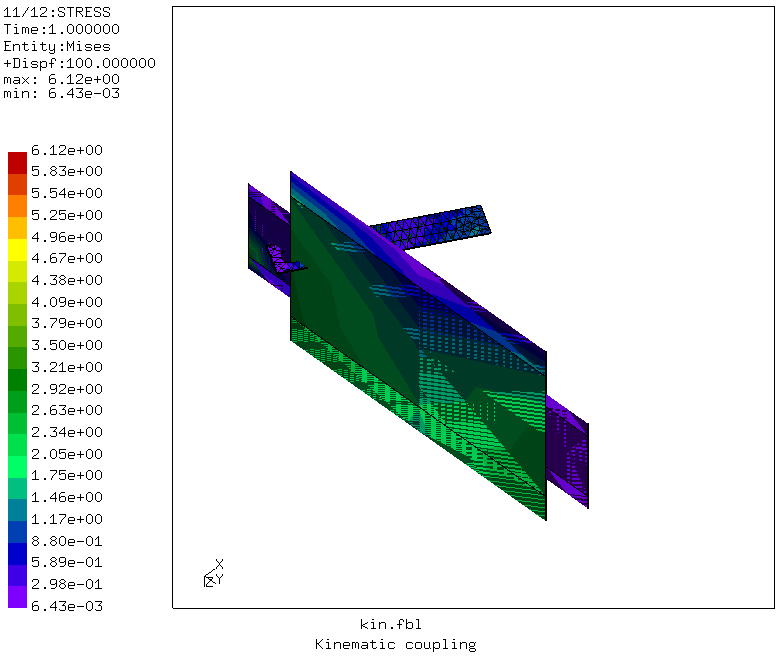 11/12:STRESS
Time:1.000000
Entity:Mises
+Dispf:100.000000
max: 6.12e+00
min: 6.43e-03
6.12e+00
5.83e+00
5.54e+00
5.25e+00
4.96e+00
4.67e+00
4.38e+00
4.09e+00
3.79e+00
3.50e+00
3.21e+00
2.92e+00
2.63e+00
2.34e+00
2.05e+00
1.75e+00
1.46e+00
1.17e+00
8.80e-01
5.89e-01
2.98e-01
6.43e-03
X
Z Y
kin.fbl
Kinematic coupling